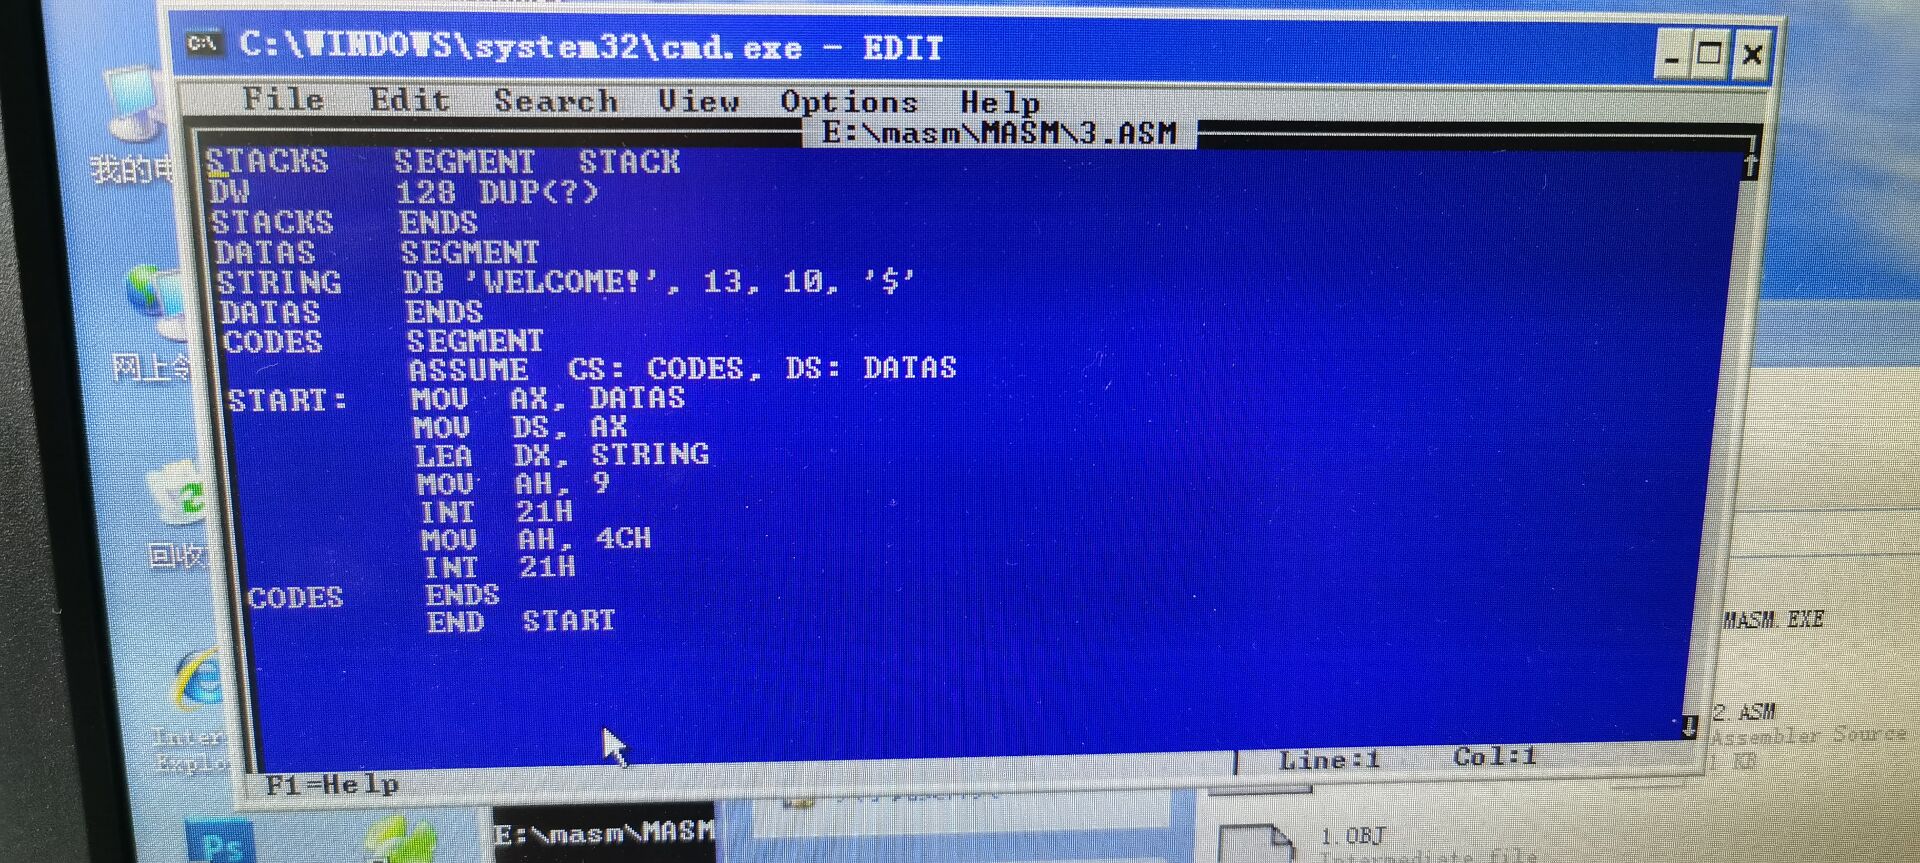 C:\WINDOWS\system32\cmd.exe - EDIT
File Edit Search View Options Help
E:\masm\MASM\3.ASM
STACKS SEGMENT STACK
DW 128 DUP(?)
STACKS ENDS
DATAS SEGMENT
STRING DB 'WELCOME!', 13, 10, '$'
DATAS ENDS
CODES SEGMENT
ASSUME CS: CODES, DS: DATAS
START: MOV AX, DATAS
MOV DS, AX
LEA DX, STRING
MOV AH, 9
INT 21H
MOV AH, 4CH
INT 21H
CODES ENDS
END START
F1=Help Line:1 Col:1
我的电
网上邻
回收
Inter
Explo
Ps
E:\masm\MASM
MASM.EXE
2.ASM
Assembler Source
1 KB
1.OBJ
Intermediate file